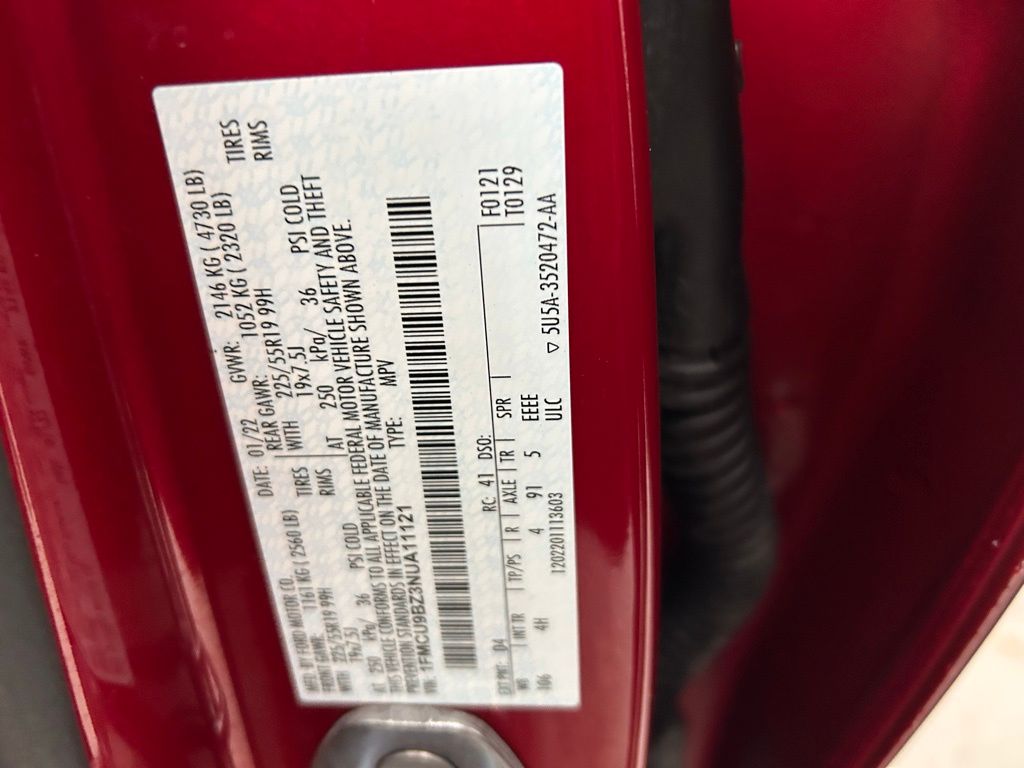 MFD. BY FORD MOTOR CO. DATE: 01/22 GVWR: 2146 KG ( 4730 LB)
FRONT GAWR: 1161 KG ( 2560 LB) REAR GAWR: 1052 KG ( 2320 LB)
WITH 225/55R19 99H TIRES WITH 225/55R19 99H TIRES
19x7.5J RIMS 19x7.5J RIMS
AT 250 kPa/ 36 PSI COLD AT 250 kPa/ 36 PSI COLD
THIS VEHICLE CONFORMS TO ALL APPLICABLE FEDERAL MOTOR VEHICLE SAFETY AND THEFT
PREVENTION STANDARDS IN EFFECT ON THE DATE OF MANUFACTURE SHOWN ABOVE.
VIN: 1FMCU9BZ3NUA11121 TYPE: MPV
EXT PNT: D4 RC: 41 DSO: F0121
WB INT TR TP/PS R AXLE TR SPR T0129
106 4H 4 91 5 EEEE
1202201113603 ULC ▽ 5U5A-3520472-AA